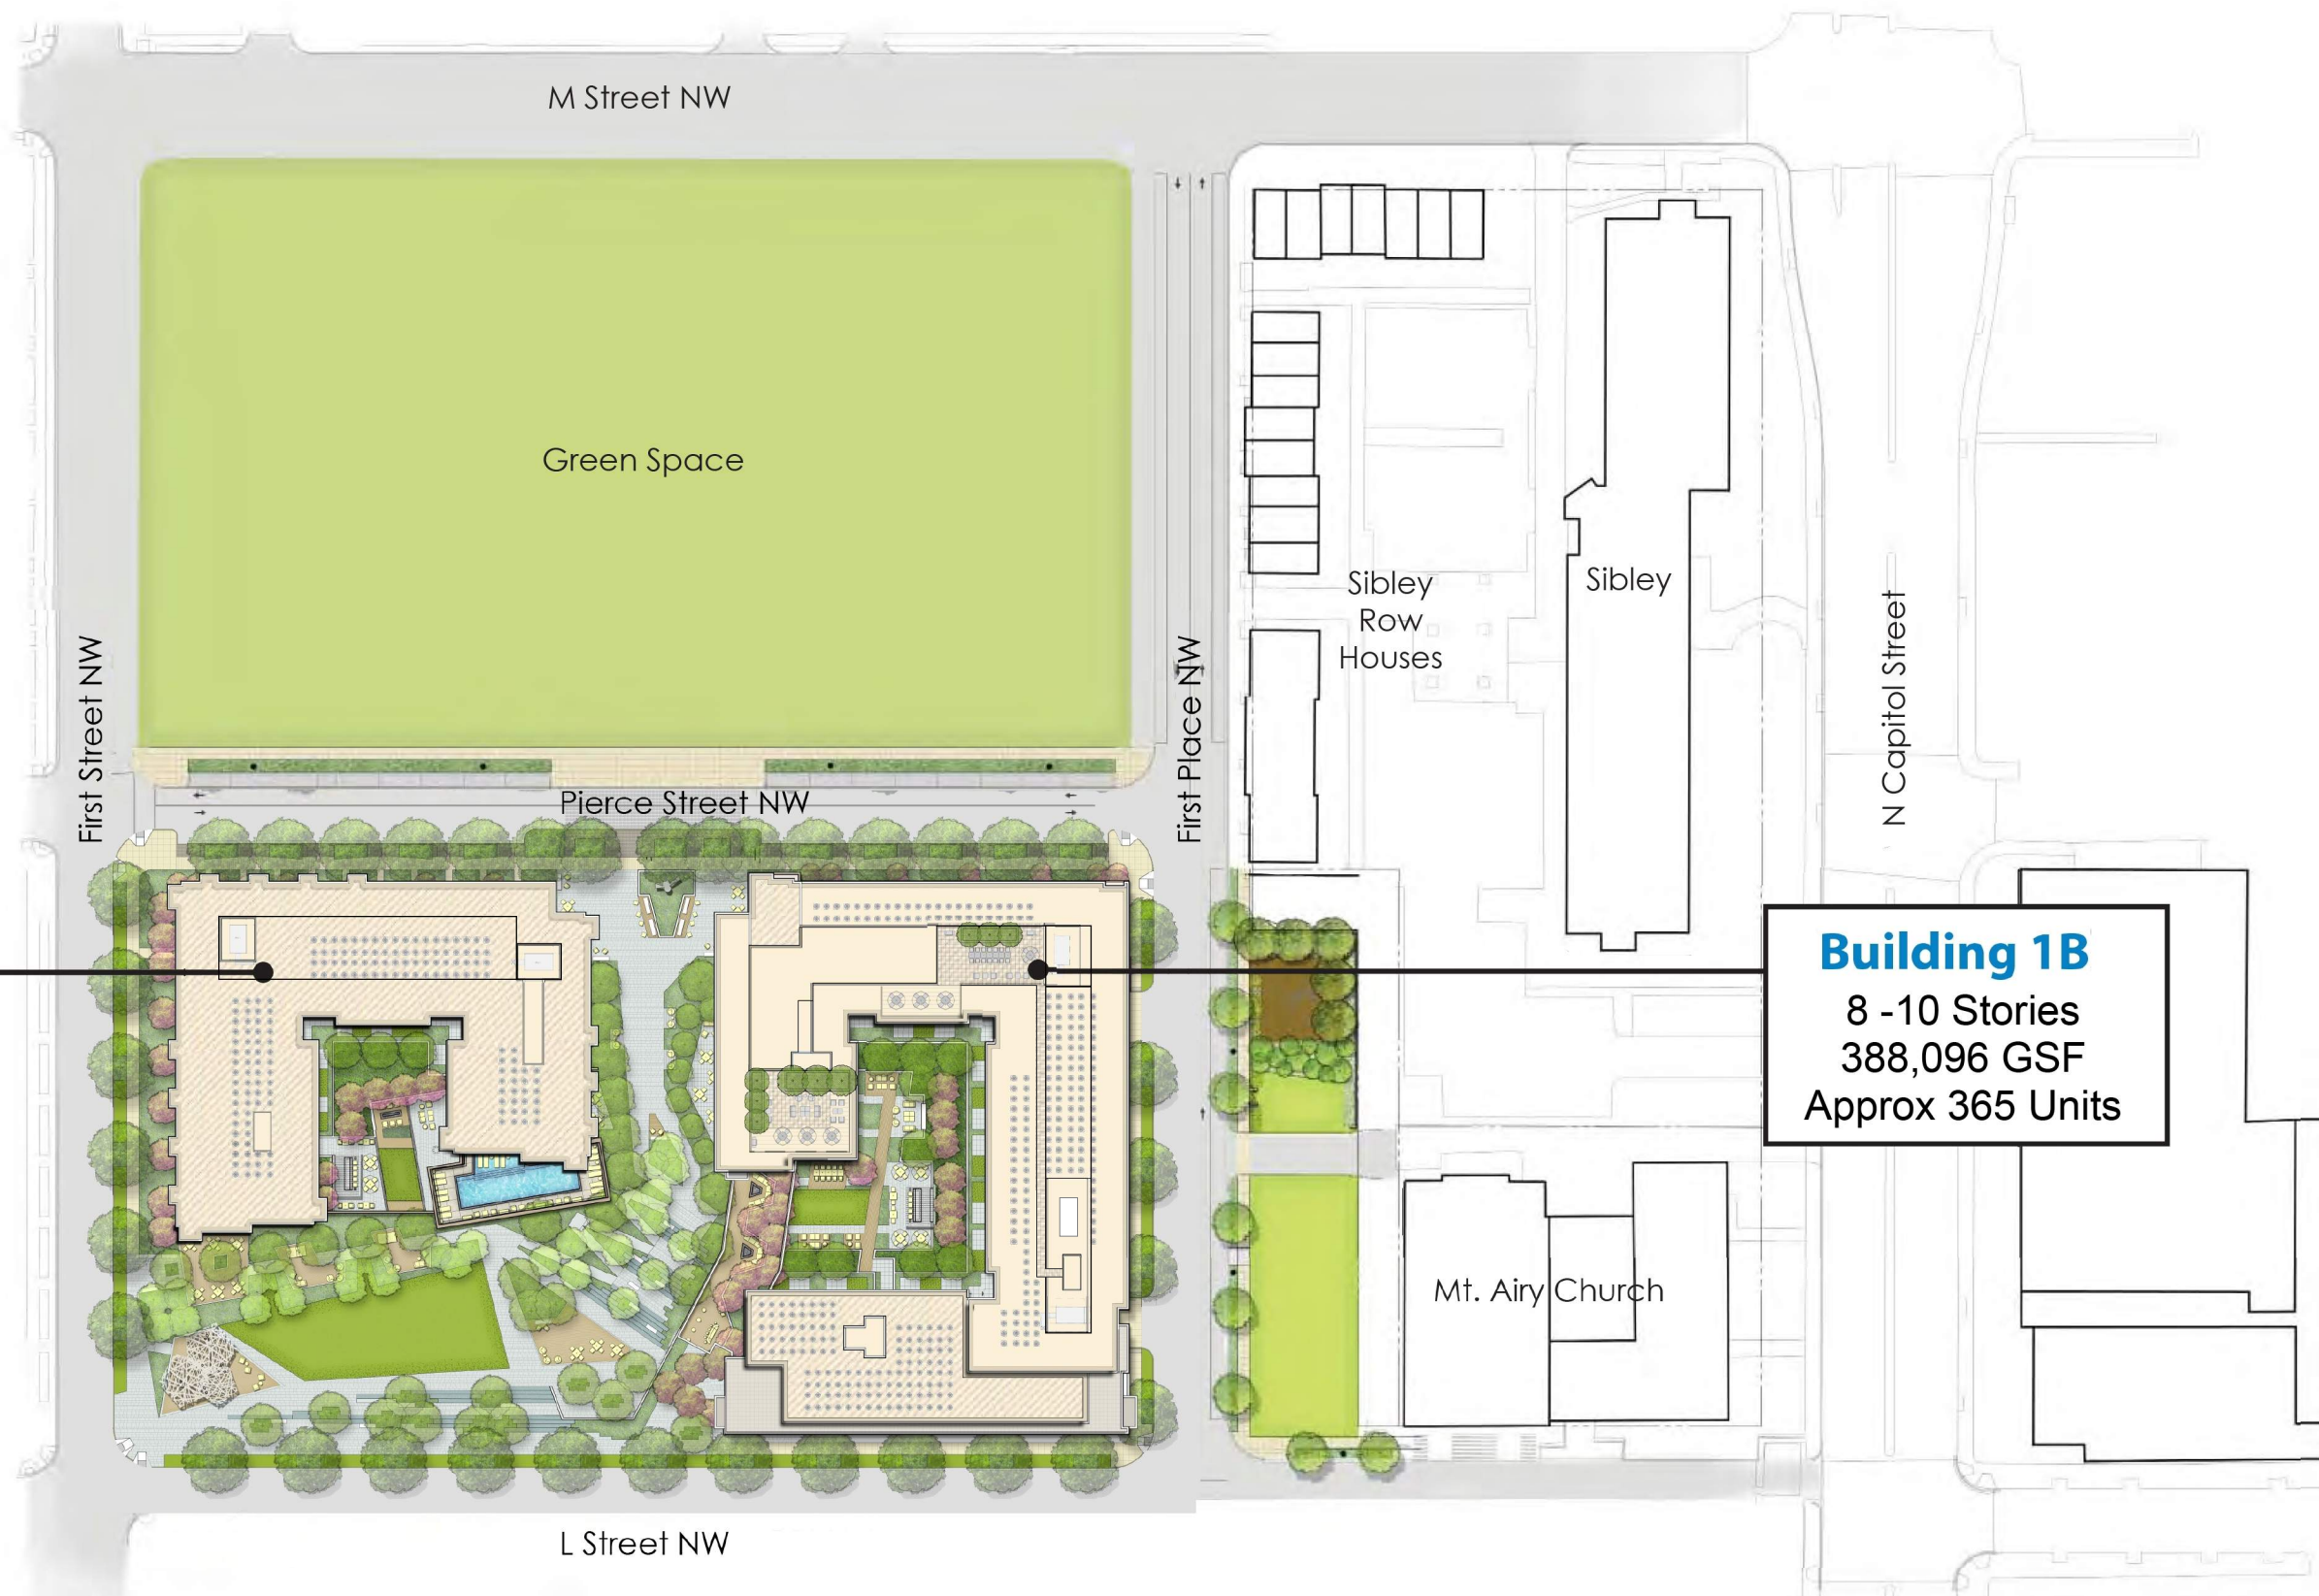 M Street NW
Green Space
Sibley
Row
Houses
Sibley
First Street NW
First Place NW
N Capitol Street
Pierce Street NW
Building 1B
8 -10 Stories
388,096 GSF
Approx 365 Units
Mt. Airy Church
L Street NW